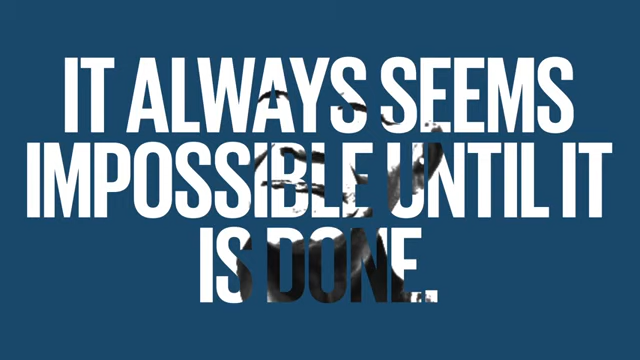 IT ALWAYS SEEMS
IMPOSSIBLE UNTIL IT
IS DONE.